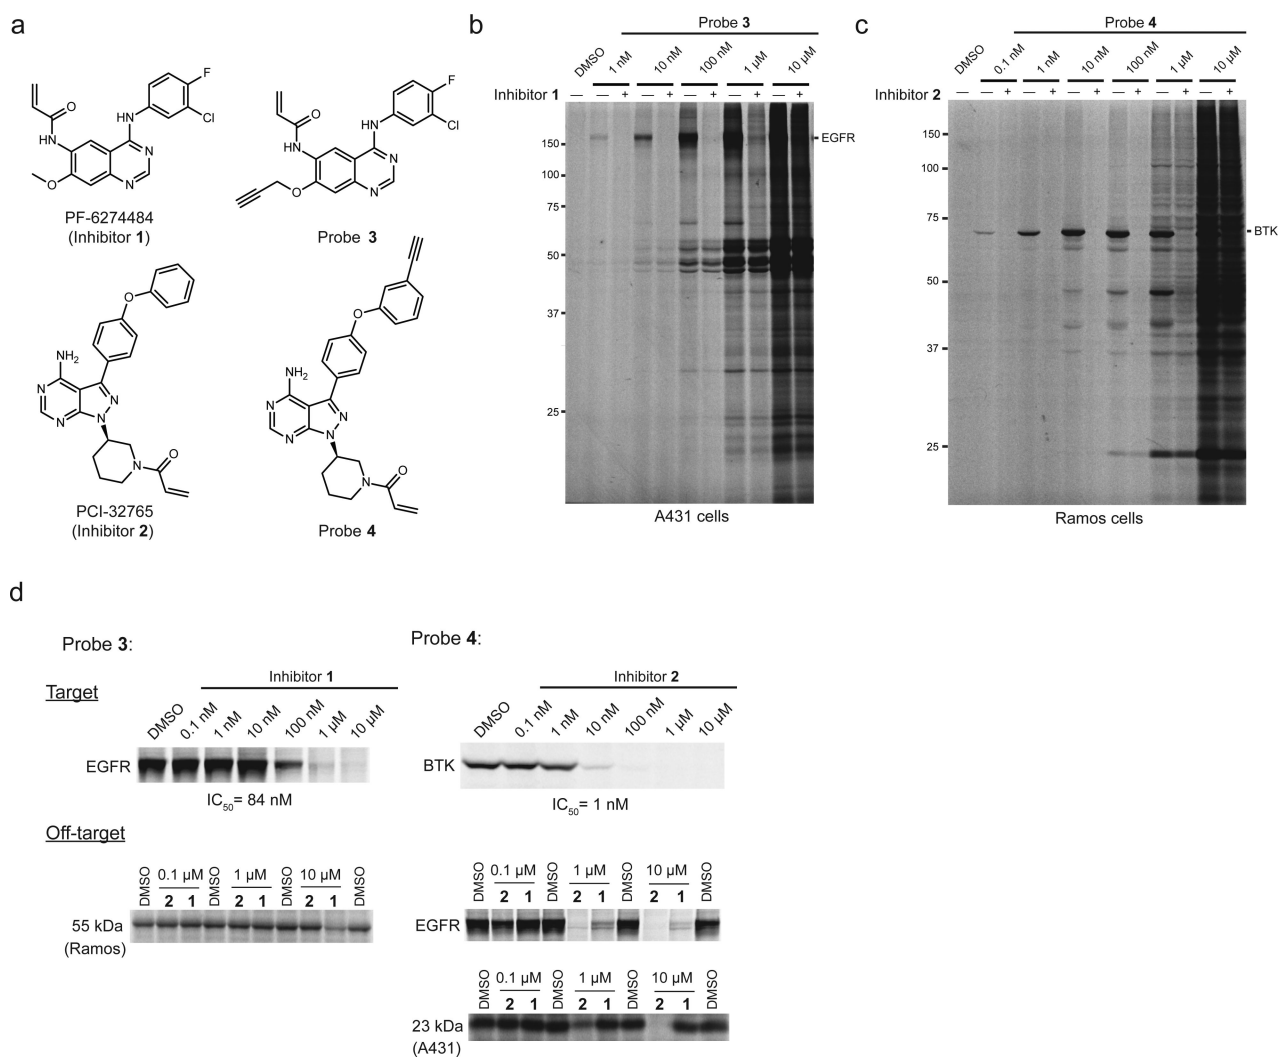 a
F
Cl
HN
O
NH
N
N
O
PF-6274484
(Inhibitor 1)
F
Cl
HN
O
HN
N
N
O
Probe 3
O
NH2
N
N
N
N
N
O
PCI-32765
(Inhibitor 2)
O
NH2
N
N
N
N
N
O
Probe 4
b
Probe 3
DMSO
1 nM
10 nM
100 nM
1 µM
10 µM
Inhibitor 1
— — + — + — + — + — +
EGFR
150
100
75
50
37
25
A431 cells
c
Probe 4
DMSO
0.1 nM
1 nM
10 nM
100 nM
1 µM
10 µM
Inhibitor 2
— — + — + — + — + — + — +
150
100
75
BTK
50
37
25
Ramos cells
d
Probe 3:
Inhibitor 1
Target
DMSO
0.1 nM
1 nM
10 nM
100 nM
1 µM
10 µM
EGFR
IC50= 84 nM
Off-target
DMSO
0.1 µM
DMSO
1 µM
DMSO
10 µM
DMSO
2 1 2 1 2 1
55 kDa
(Ramos)
Probe 4:
Inhibitor 2
DMSO
0.1 nM
1 nM
10 nM
100 nM
1 µM
10 µM
BTK
IC50= 1 nM
DMSO
0.1 µM
DMSO
1 µM
DMSO
10 µM
DMSO
2 1 2 1 2 1
EGFR
DMSO
0.1 µM
DMSO
1 µM
DMSO
10 µM
DMSO
2 1 2 1 2 1
23 kDa
(A431)